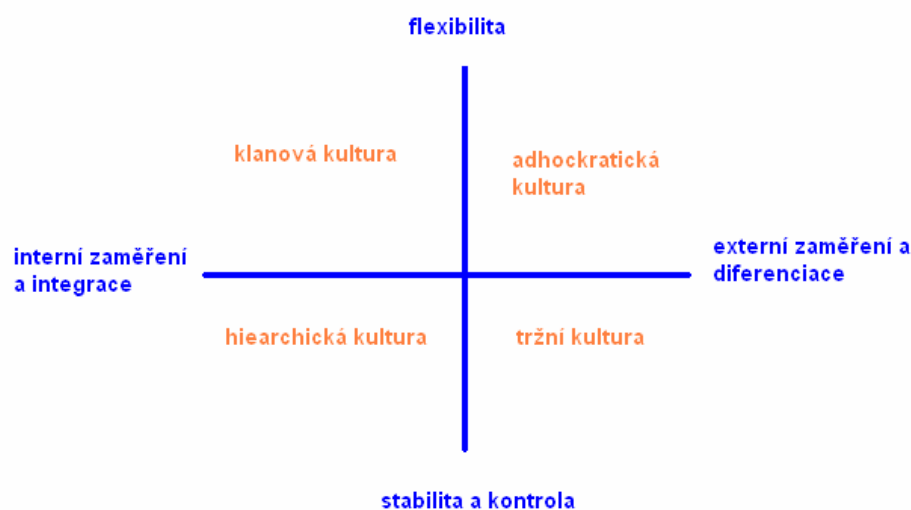 flexibilita
klanová kultura
adhockratická
kultura
interní zaměření
a integrace
externí zaměření a
diferenciace
hiearchická kultura
tržní kultura
stabilita a kontrola